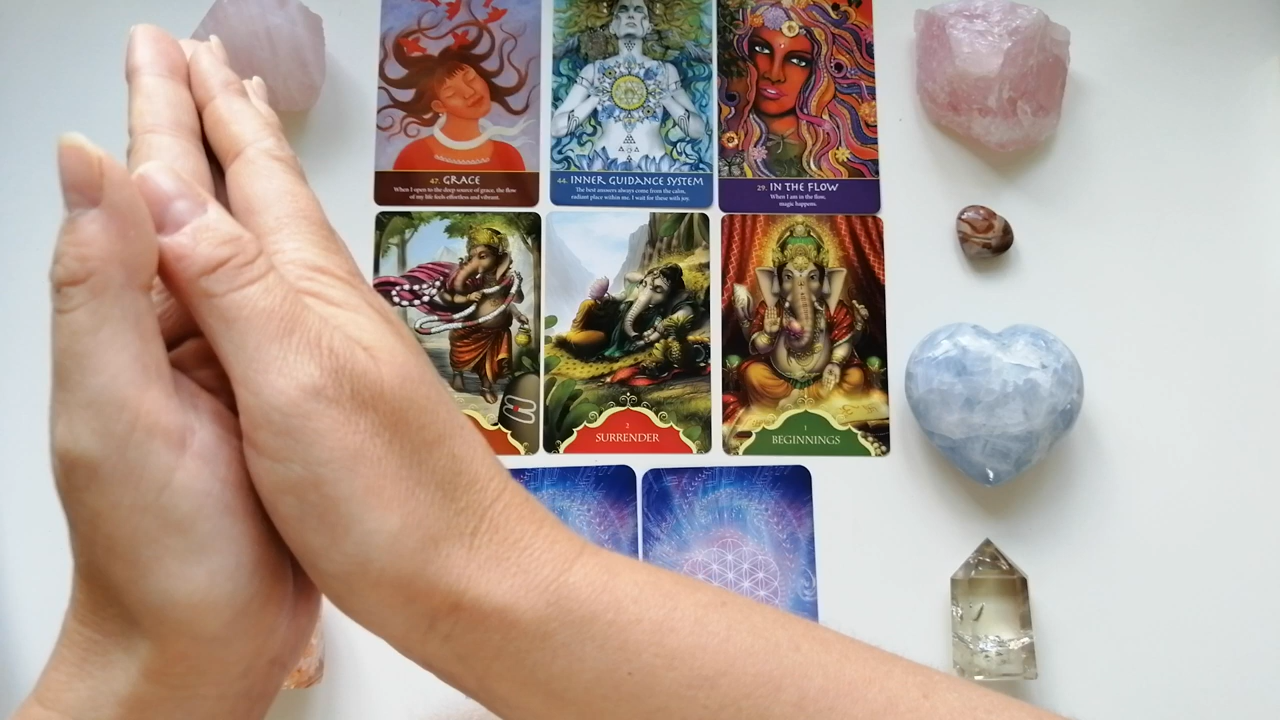 47. GRACE
When I open to the deep source of grace, the flow
of my life feels effortless and vibrant.
44. INNER GUIDANCE SYSTEM
The best answers always come from the calm,
radiant place within me. I wait for these with joy.
29. IN THE FLOW
When I am in the flow,
magic happens.
2
SURRENDER
1
BEGINNINGS